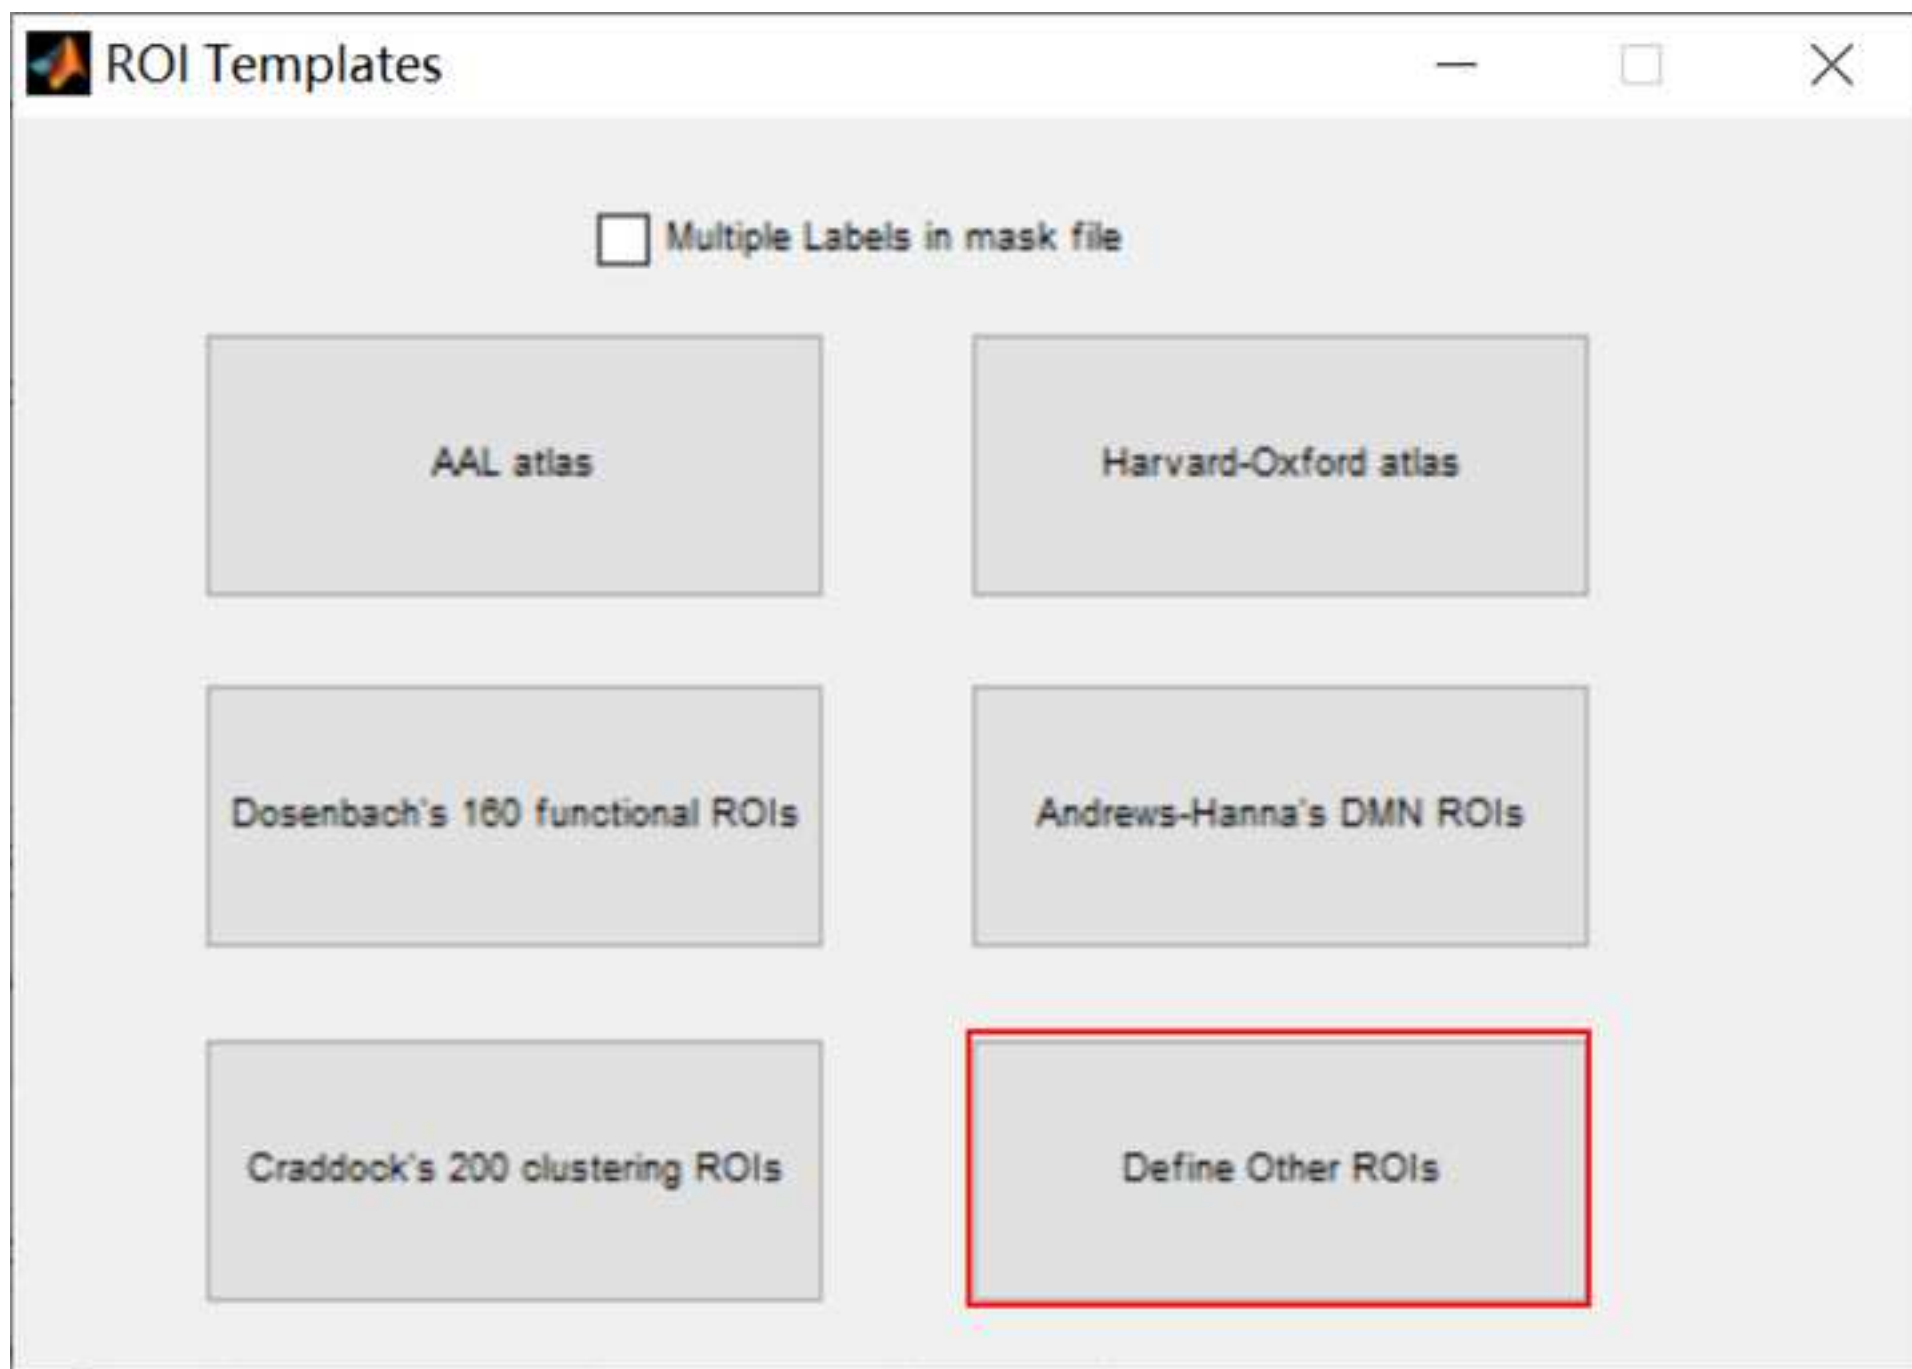 ROI Templates
Multiple Labels in mask file
AAL atlas
Harvard-Oxford atlas
Dosenbach's 160 functional ROIs
Andrews-Hanna's DMN ROIs
Craddock's 200 clustering ROIs
Define Other ROIs